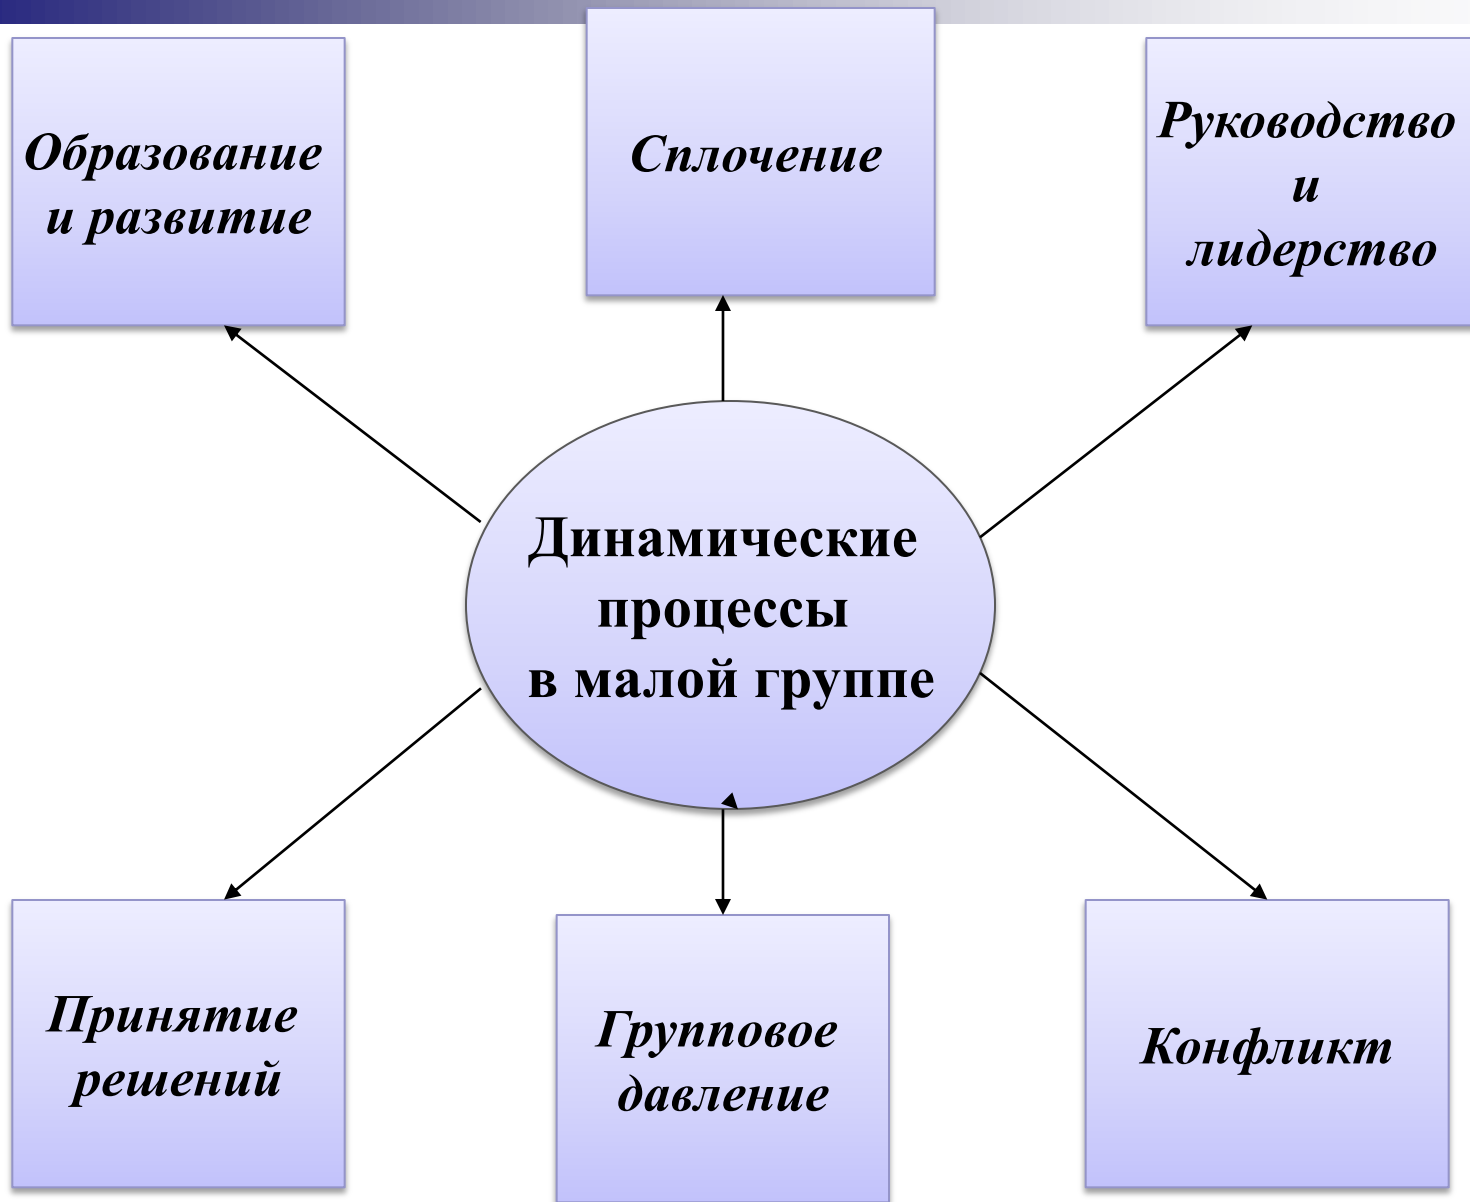 Образование
и развитие
Сплочение
Руководство
и
лидерство
Динамические
процессы
в малой группе
Принятие
решений
Групповое
давление
Конфликт